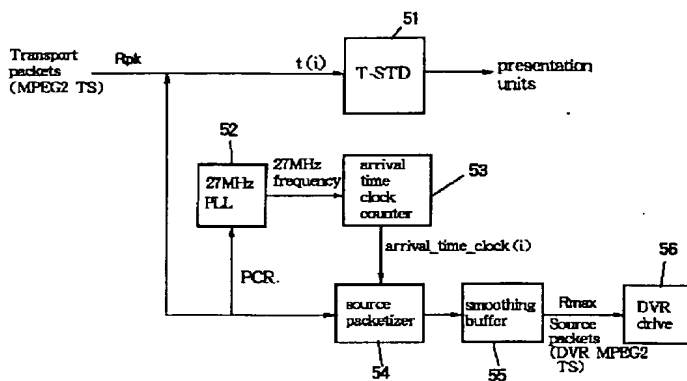 51
Transport
packets
(MPEG2 TS)
Rpk
t(i)
T-STD
presentation
units
52
27MHz
frequency
27MHz
PLL
arrival
time
clock
counter
53
arrival_time_clock(i)
PCR.
56
source
packetizer
smoothing
buffer
Rmax
Source
packets
(DVR MPEG2
TS)
DVR
drive
54
55